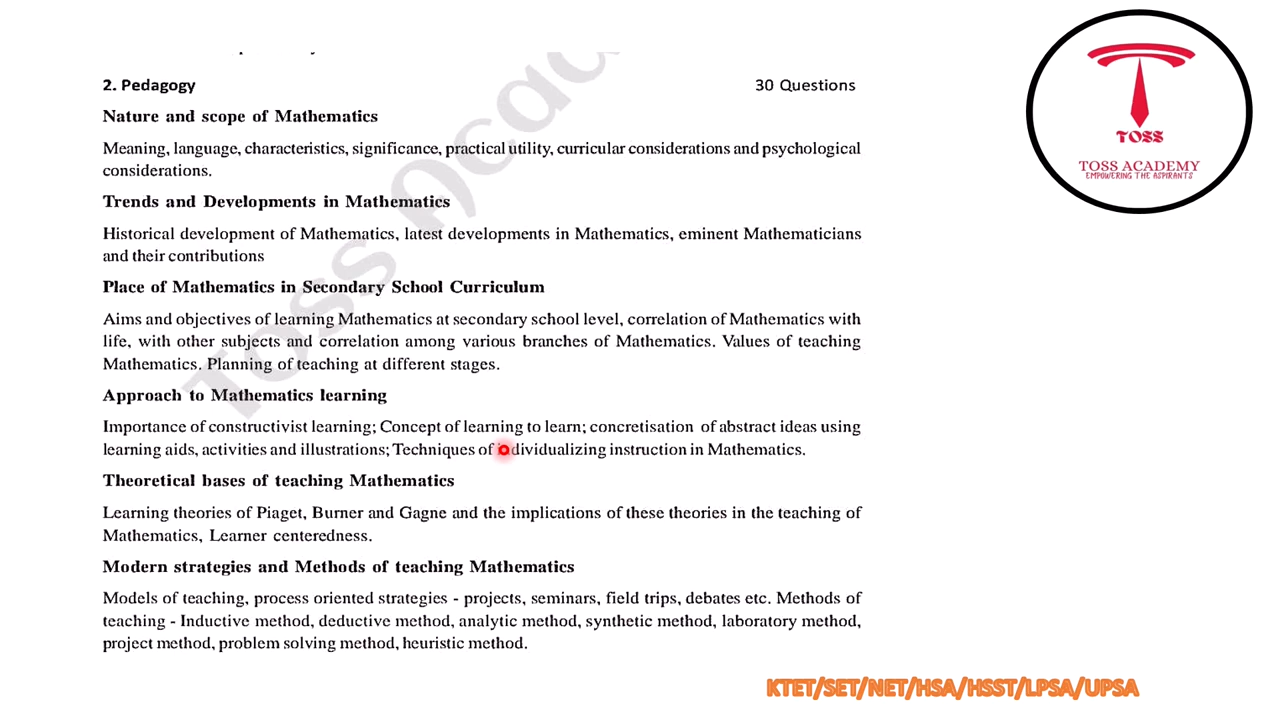 2. Pedagogy 30 Questions
Nature and scope of Mathematics
Meaning, language, characteristics, significance, practical utility, curricular considerations and psychological
considerations.
Trends and Developments in Mathematics
Historical development of Mathematics, latest developments in Mathematics, eminent Mathematicians
and their contributions
Place of Mathematics in Secondary School Curriculum
Aims and objectives of learning Mathematics at secondary school level, correlation of Mathematics with
life, with other subjects and correlation among various branches of Mathematics. Values of teaching
Mathematics. Planning of teaching at different stages.
Approach to Mathematics learning
Importance of constructivist learning; Concept of learning to learn; concretisation of abstract ideas using
learning aids, activities and illustrations; Techniques of individualizing instruction in Mathematics.
Theoretical bases of teaching Mathematics
Learning theories of Piaget, Burner and Gagne and the implications of these theories in the teaching of
Mathematics, Learner centeredness.
Modern strategies and Methods of teaching Mathematics
Models of teaching, process oriented strategies - projects, seminars, field trips, debates etc. Methods of
teaching - Inductive method, deductive method, analytic method, synthetic method, laboratory method,
project method, problem solving method, heuristic method.
TOSS
TOSS ACADEMY
EMPOWERING THE ASPIRANTS
Toss Acad
KTET/SET/NET/HSA/HSST/LPSA/UPSA